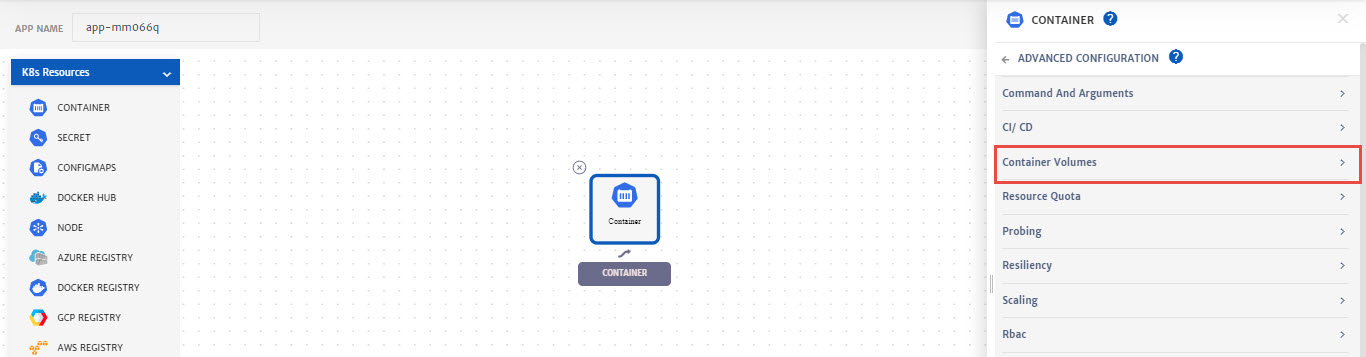 APP NAME
app-mm066q
K8s Resources
CONTAINER
SECRET
CONFIGMAPS
DOCKER HUB
NODE
AZURE REGISTRY
DOCKER REGISTRY
GCP REGISTRY
AWS REGISTRY
Container
CONTAINER
CONTAINER ?
ADVANCED CONFIGURATION ?
Command And Arguments
CI/ CD
Container Volumes
Resource Quota
Probing
Resiliency
Scaling
Rbac